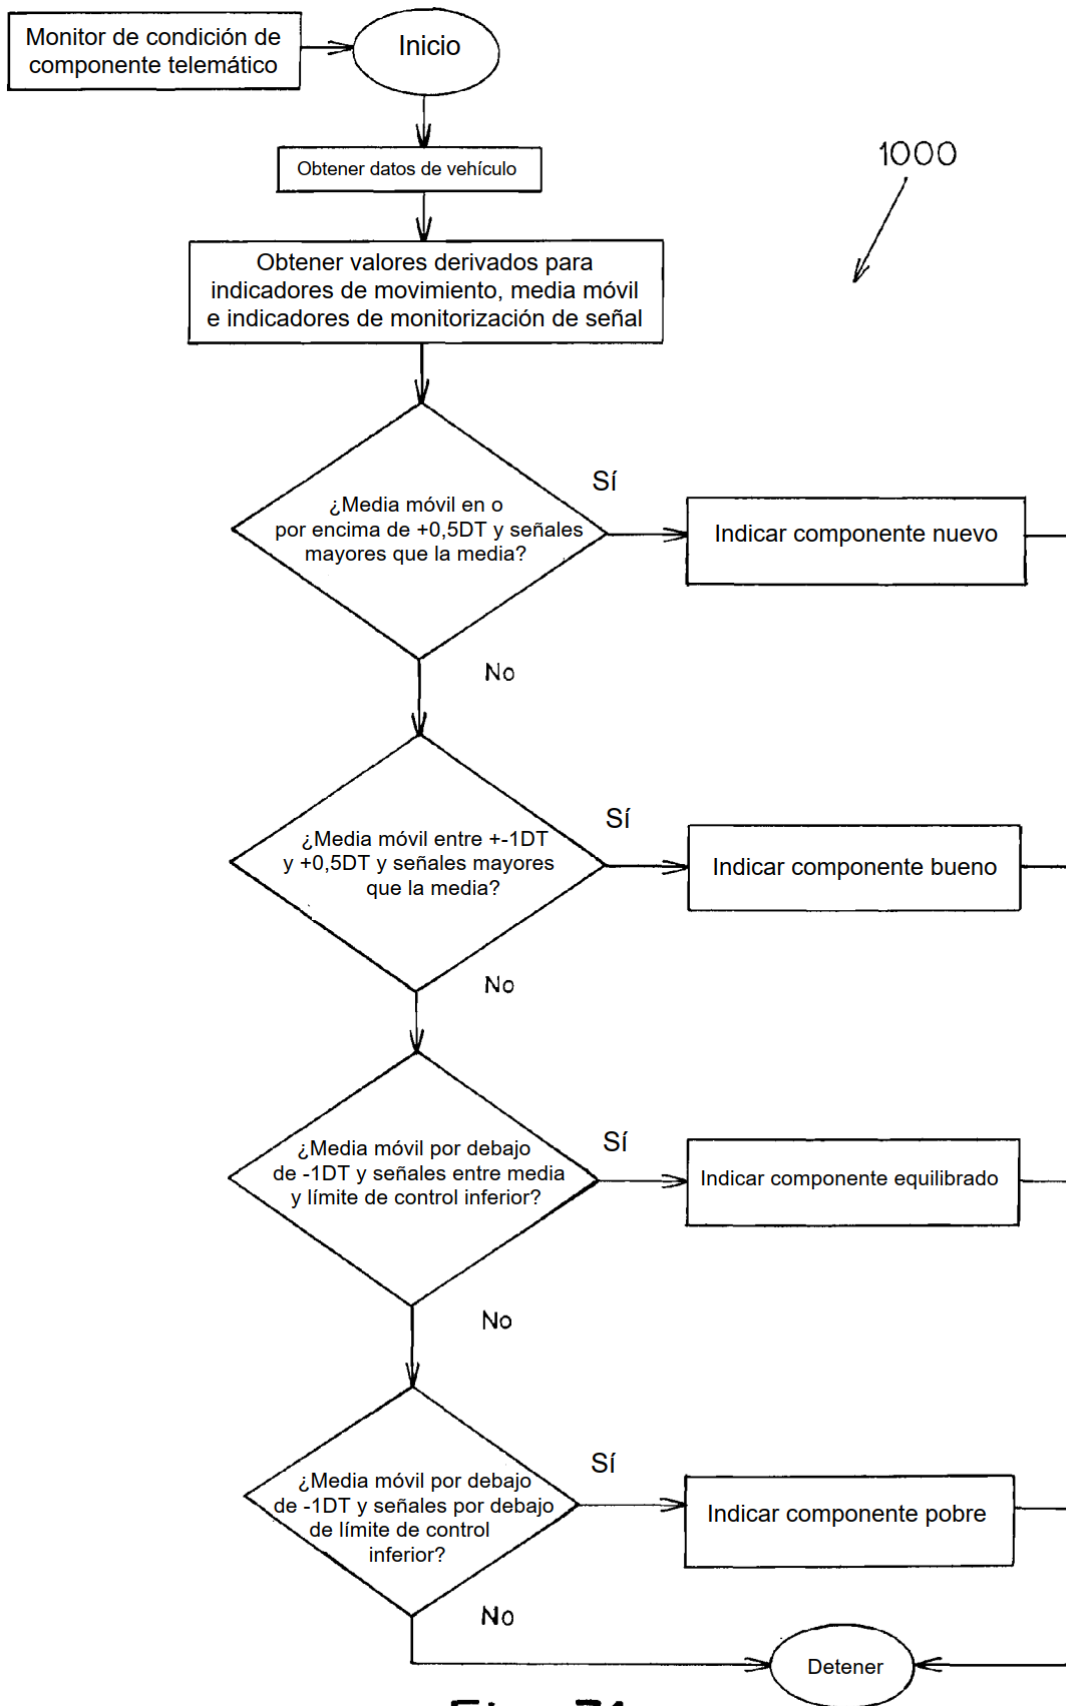 Monitor de condición de
componente telemático
Inicio
Obtener datos de vehículo
1000
Obtener valores derivados para
indicadores de movimiento, media móvil
e indicadores de monitorización de señal
¿Media móvil en o
por encima de +0,5DT y señales
mayores que la media?
Sí
Indicar componente nuevo
No
¿Media móvil entre +-1DT
y +0,5DT y señales mayores
que la media?
Sí
Indicar componente bueno
No
¿Media móvil por debajo
de -1DT y señales entre media
y límite de control inferior?
Sí
Indicar componente equilibrado
No
¿Media móvil por debajo
de -1DT y señales por debajo
de límite de control
inferior?
Sí
Indicar componente pobre
No
Detener